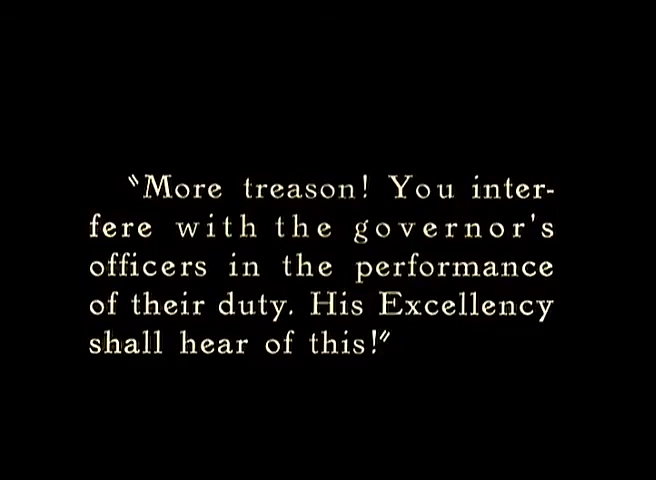 "More treason! You inter-
fere with the governor's
officers in the performance
of their duty. His Excellency
shall hear of this!"